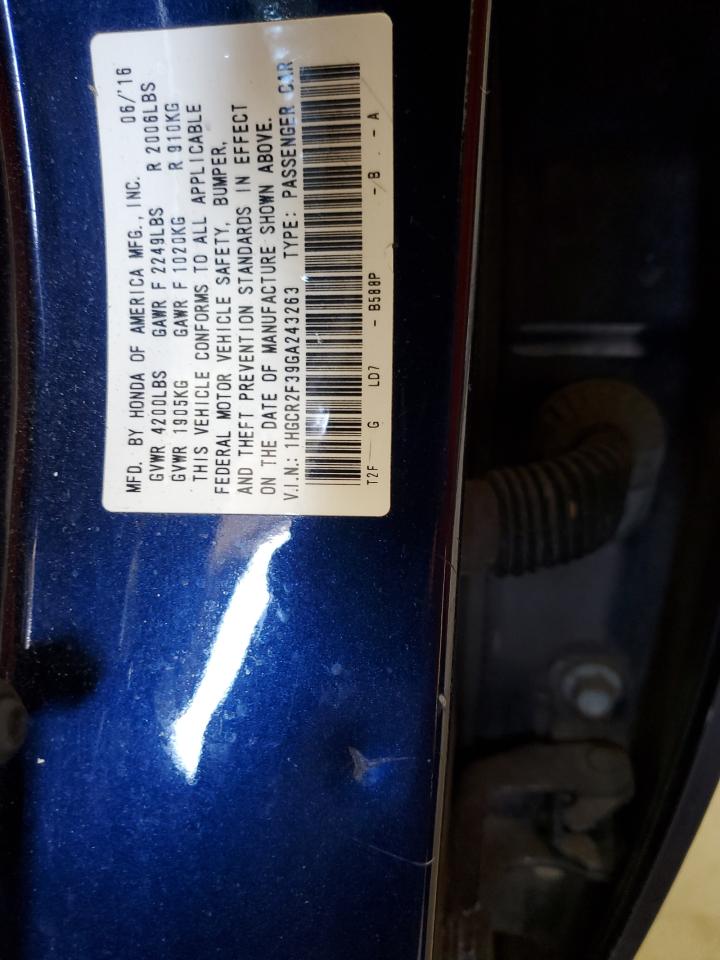 MFD. BY HONDA OF AMERICA MFG., INC. 06/'16
GVWR 4200LBS GAWR F 2249LBS R 2006LBS
GVWR 1905KG GAWR F 1020KG R 910KG
THIS VEHICLE CONFORMS TO ALL APPLICABLE
FEDERAL MOTOR VEHICLE SAFETY, BUMPER,
AND THEFT PREVENTION STANDARDS IN EFFECT
ON THE DATE OF MANUFACTURE SHOWN ABOVE.
V.I.N.: 1HGCR2F39GA243263 TYPE: PASSENGER CAR
T2F G LD7 - B588P -B -A